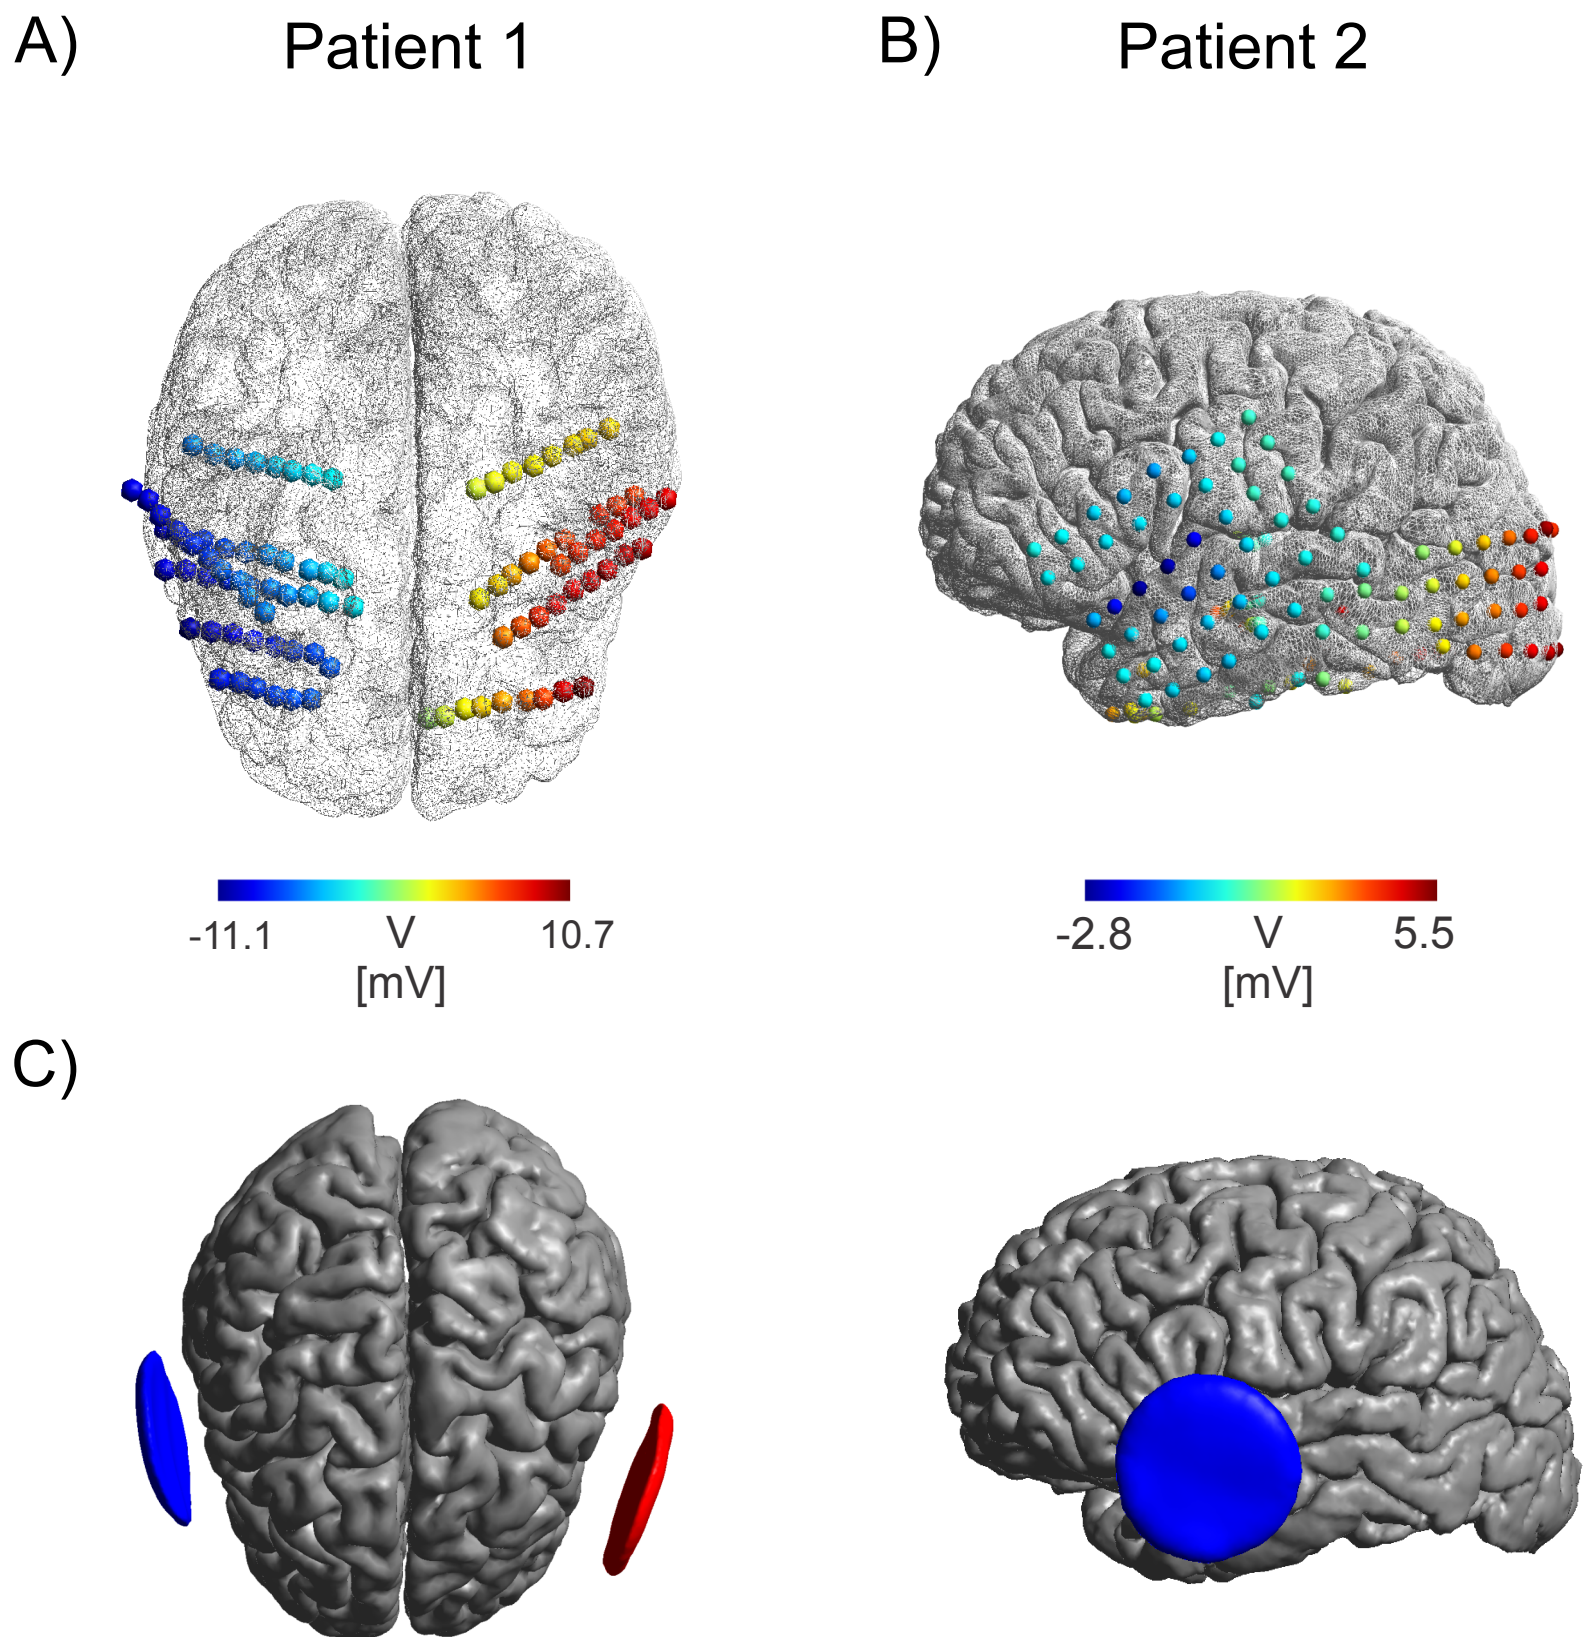 A) Patient 1
B) Patient 2
-11.1 V 10.7
[mV]
-2.8 V 5.5
[mV]
C)